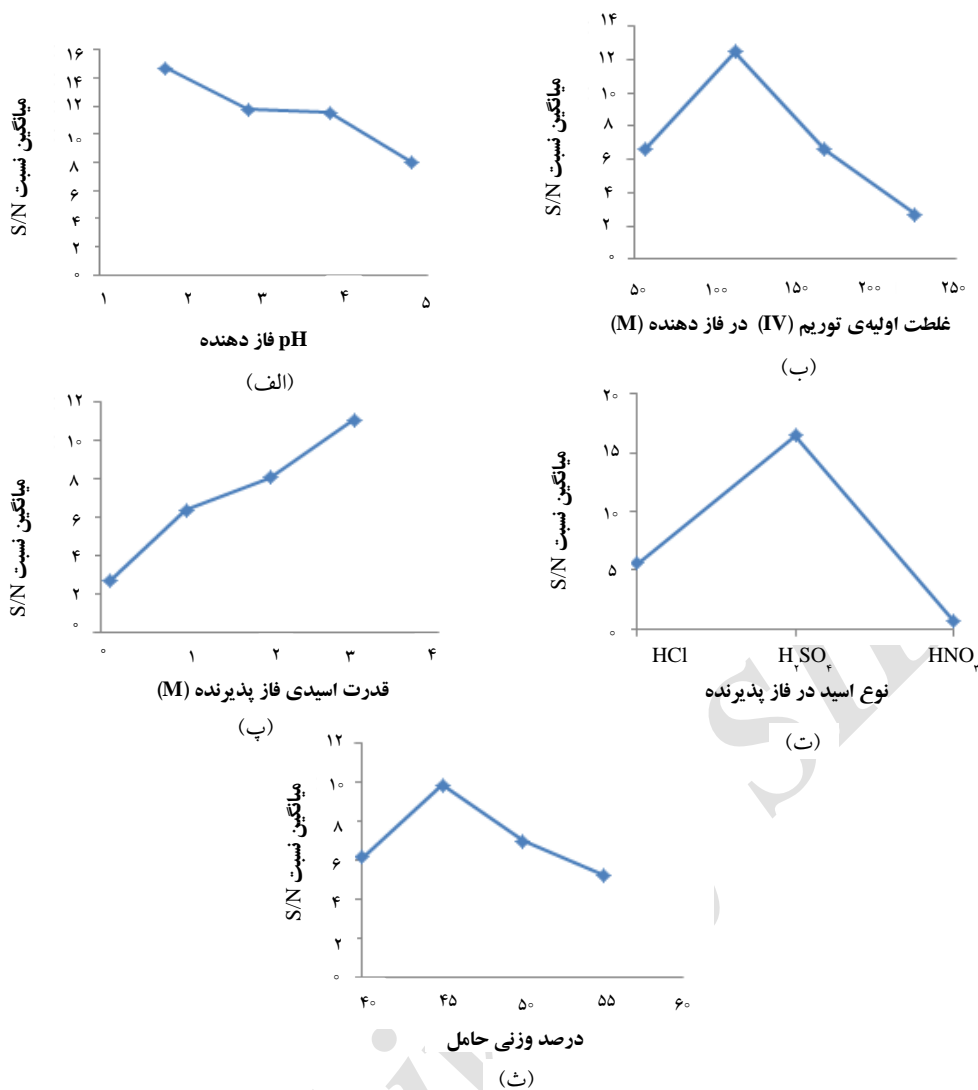 ۱۶
۱۴
۱۲
۱۰
۸
۶
۴
۲
۰
میانگین نسبت S/N
۱ ۲ ۳ ۴ ۵
pH فاز دهنده
(الف)
۱۴
۱۲
۱۰
۸
۶
۴
۲
۰
میانگین نسبت S/N
۵۰ ۱۰۰ ۱۵۰ ۲۰۰ ۲۵۰
غلطت اولیه‌ی توریم (IV) در فاز دهنده (M)
(ب)
۱۲
۱۰
۸
۶
۴
۲
۰
میانگین نسبت S/N
۰ ۱ ۲ ۳ ۴
قدرت اسیدی فاز پذیرنده (M)
(پ)
۲۰
۱۵
۱۰
۵
۰
میانگین نسبت S/N
HCl H₂SO₄ HNO₃
نوع اسید در فاز پذیرنده
(ت)
۱۲
۱۰
۸
۶
۴
۲
۰
میانگین نسبت S/N
۴۰ ۴۵ ۵۰ ۵۵ ۶۰
درصد وزنی حامل
(ث)